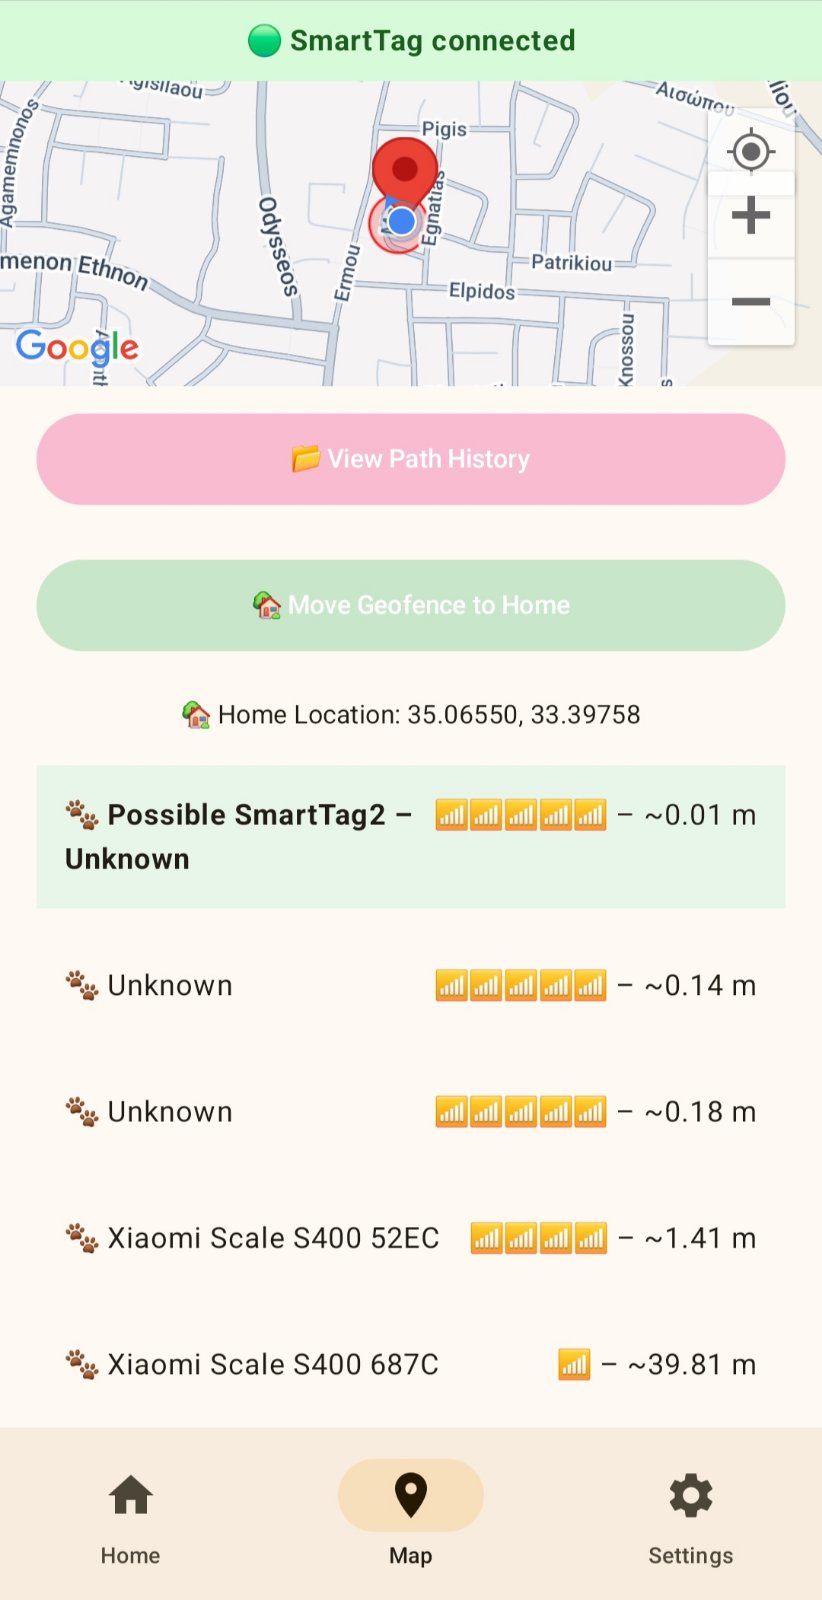 SmartTag connected
Agisilaou
Αισώπου
Agamemnonos
Pigis
Odysseos
Egnatias
Ermou
menon Ethnon
Patrikiou
Elpidos
Knossou
Google
View Path History
Move Geofence to Home
Home Location: 35.06550, 33.39758
Possible SmartTag2 – ~0.01 m
Unknown
Unknown – ~0.14 m
Unknown – ~0.18 m
Xiaomi Scale S400 52EC – ~1.41 m
Xiaomi Scale S400 687C – ~39.81 m
Home Map Settings